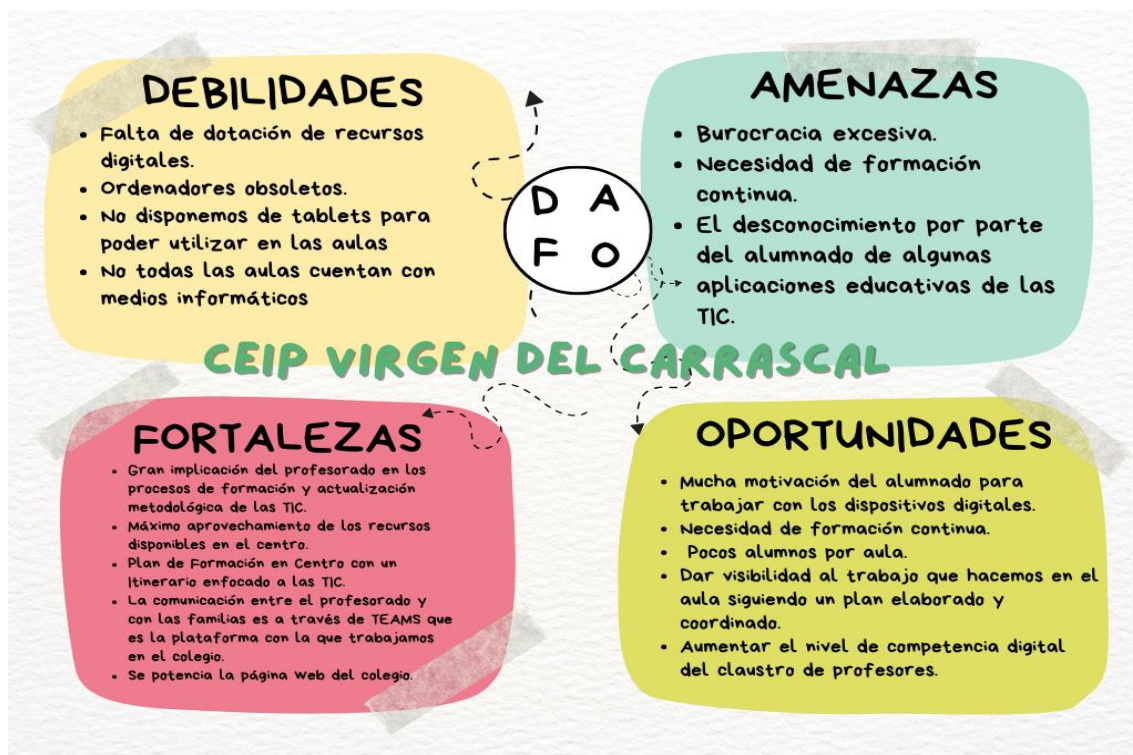 DEBILIDADES
• Falta de dotación de recursos
digitales.
• Ordenadores obsoletos.
• No disponemos de tablets para
poder utilizar en las aulas
• No todas las aulas cuentan con
medios informáticos
AMENAZAS
• Burocracia excesiva.
• Necesidad de formación
continua.
• El desconocimiento por parte
del alumnado de algunas
aplicaciones educativas de las
TIC.
D A
F O
CEIP VIRGEN DEL CARRASCAL
FORTALEZAS
• Gran implicación del profesorado en los
procesos de formación y actualización
metodológica de las TIC.
• Máximo aprovechamiento de los recursos
disponibles en el centro.
• Plan de Formación en Centro con un
Itinerario enfocado a las TIC.
• La comunicación entre el profesorado y
con las familias es a través de TEAMS que
es la plataforma con la que trabajamos
en el colegio.
• Se potencia la página Web del colegio.
OPORTUNIDADES
• Mucha motivación del alumnado para
trabajar con los dispositivos digitales.
• Necesidad de formación continua.
• Pocos alumnos por aula.
• Dar visibilidad al trabajo que hacemos en el
aula siguiendo un plan elaborado y
coordinado.
• Aumentar el nivel de competencia digital
del claustro de profesores.